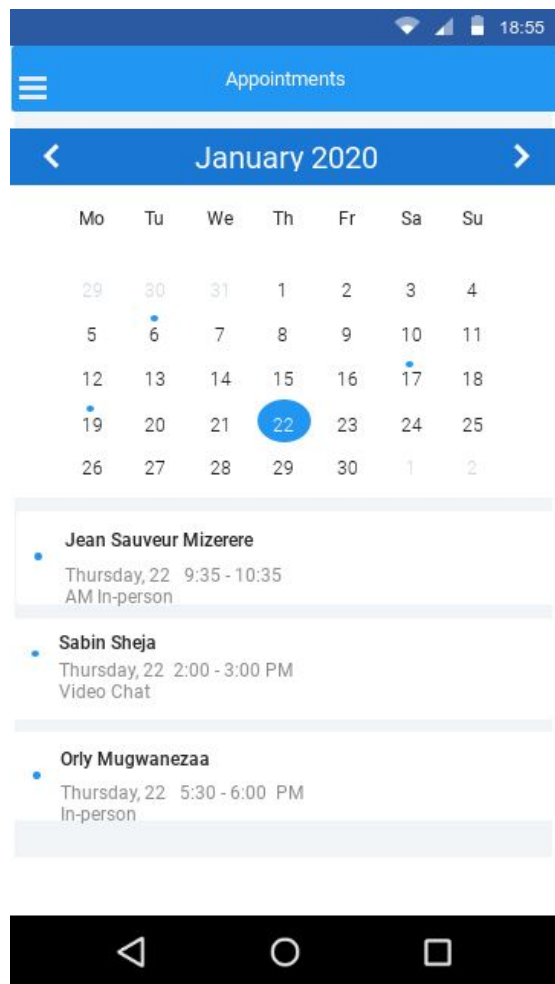 18:55
Appointments
January 2020
Mo Tu We Th Fr Sa Su
29 30 31 1 2 3 4
5 6 7 8 9 10 11
12 13 14 15 16 17 18
19 20 21 22 23 24 25
26 27 28 29 30 1 2
Jean Sauveur Mizerere
Thursday, 22 9:35 - 10:35
AM In-person
Sabin Sheja
Thursday, 22 2:00 - 3:00 PM
Video Chat
Orly Mugwanezaa
Thursday, 22 5:30 - 6:00 PM
In-person